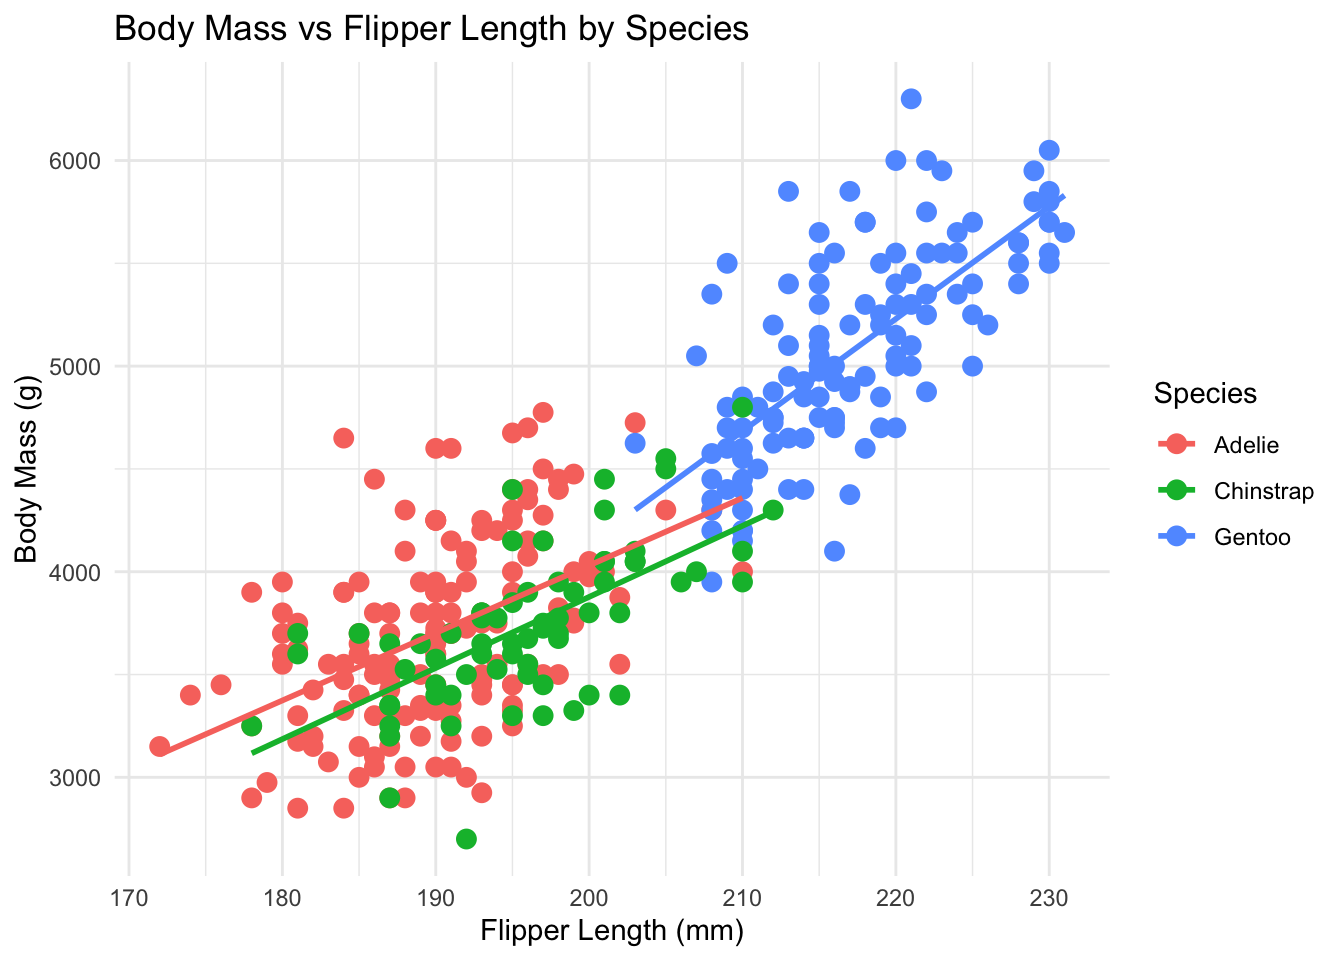 Body Mass vs Flipper Length by Species
Body Mass (g)
6000
5000
4000
3000
170 180 190 200 210 220 230
Flipper Length (mm)
Species
Adelie
Chinstrap
Gentoo